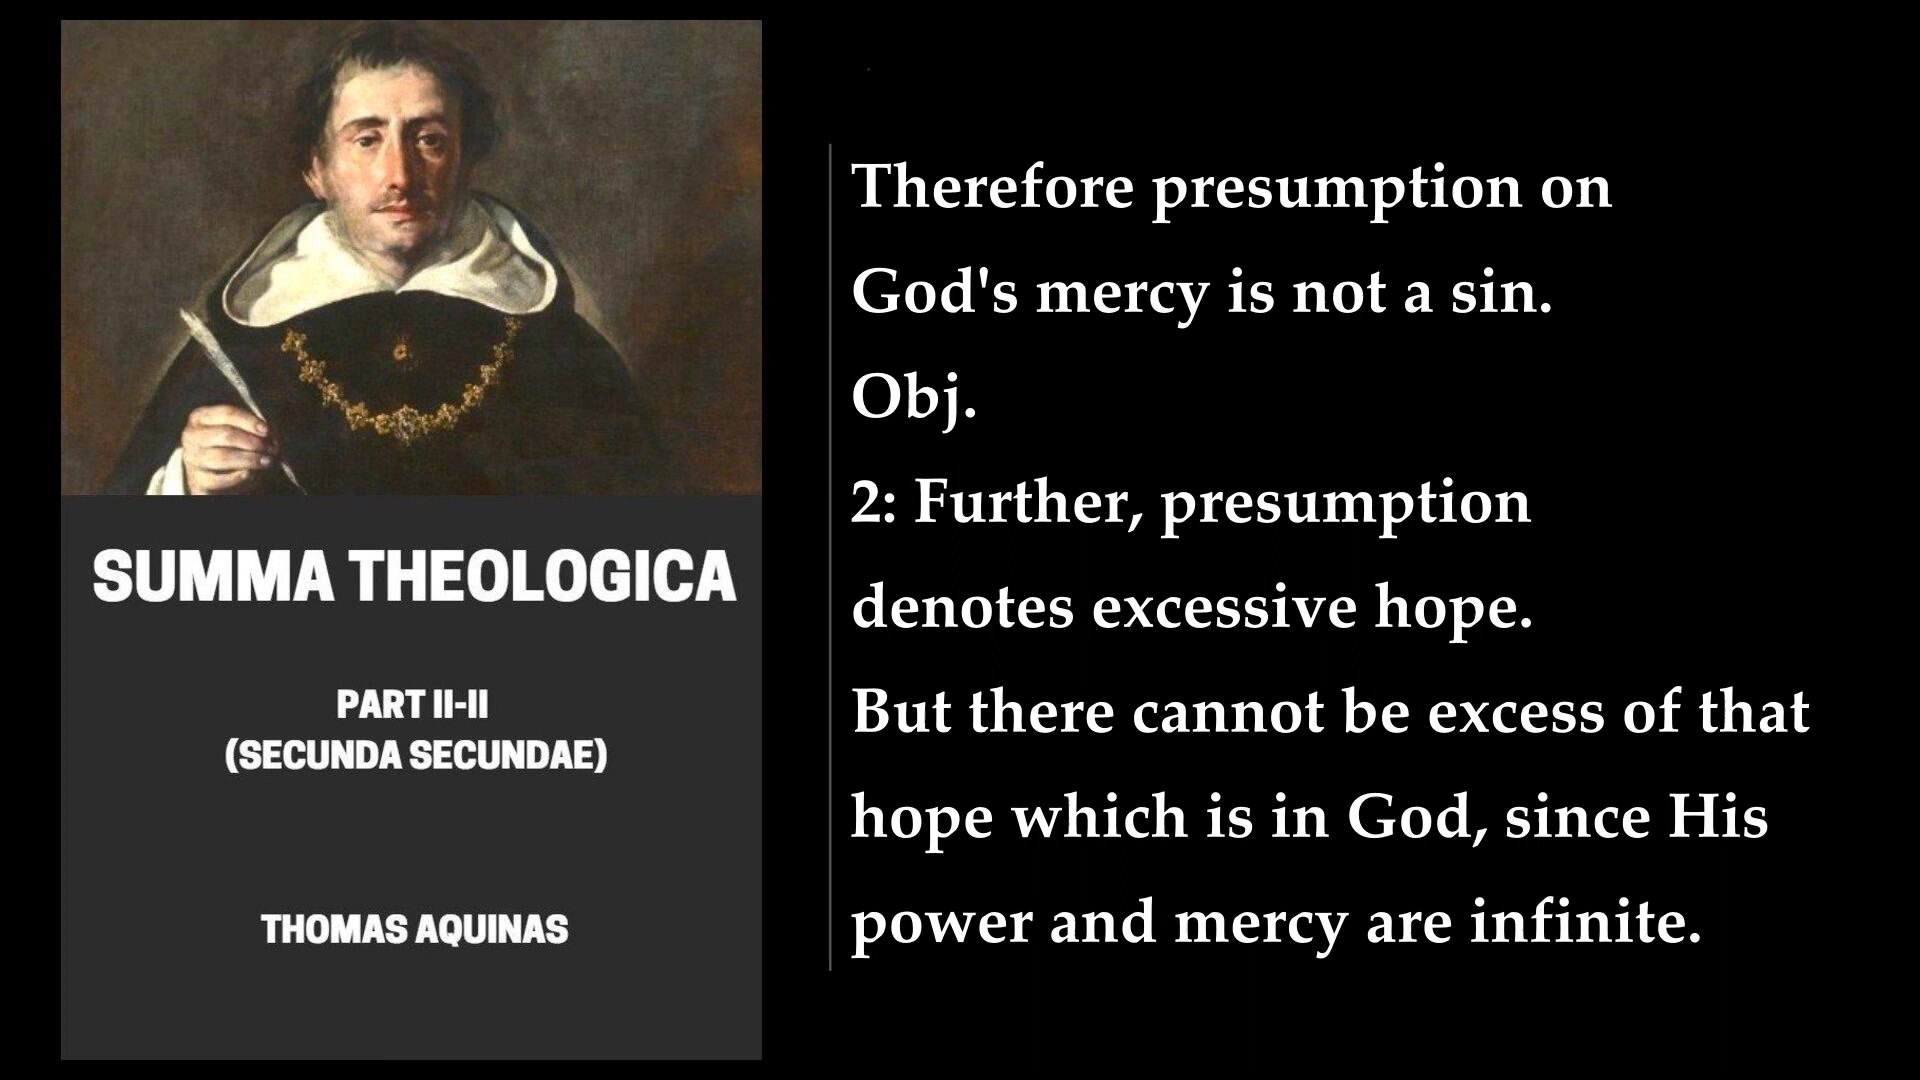 SUMMA THEOLOGICA
PART II-II
(SECUNDA SECUNDAE)
THOMAS AQUINAS
Therefore presumption on
God's mercy is not a sin.
Obj.
2: Further, presumption
denotes excessive hope.
But there cannot be excess of that
hope which is in God, since His
power and mercy are infinite.